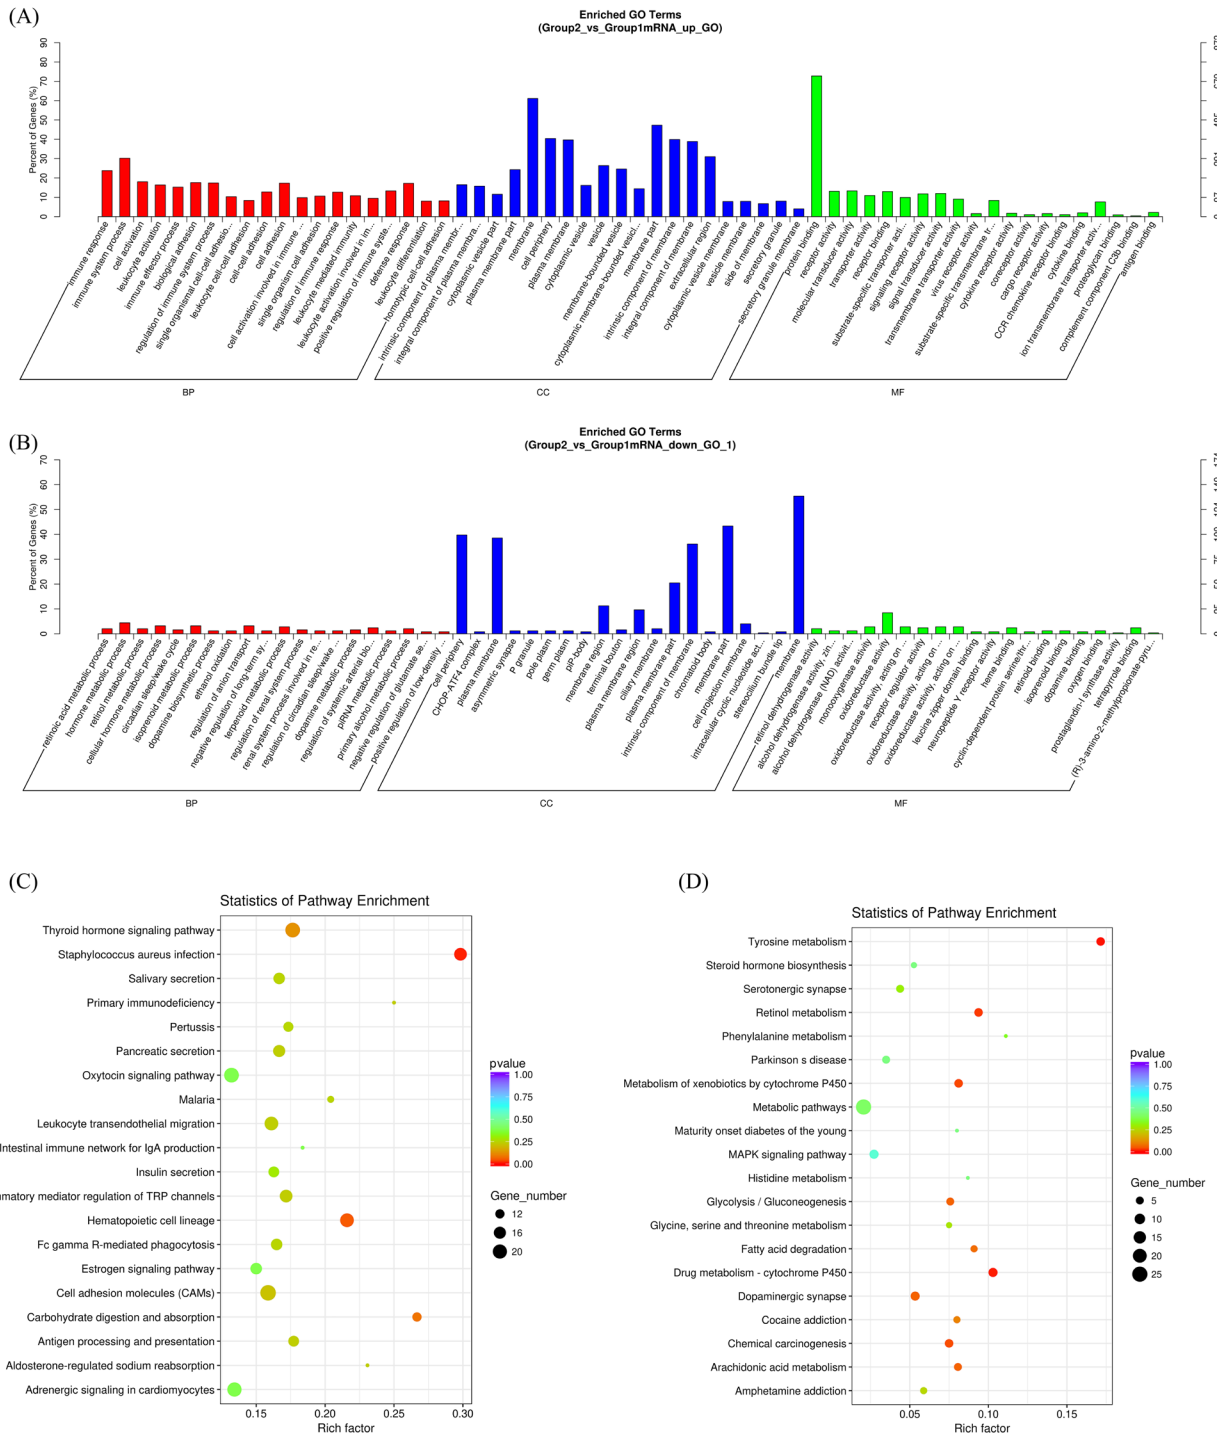 (A)
Enriched GO Terms
(Group2_vs_Group1mRNA_up_GO)
Percent of Genes (%)
90
80
70
60
50
40
30
20
10
0
immune response
immune system process
cell activation
leukocyte activation
immune effector process
biological adhesion
regulation of immune system process
single organismal cell-cell adhesio...
leukocyte cell-cell adhesion
cell-cell adhesion
cell adhesion
cell activation involved in immune ...
single organism cell adhesion
regulation of immune response
leukocyte mediated immunity
leukocyte activation involved in im...
positive regulation of immune syste...
defense response
leukocyte differentiation
homotypic cell-cell adhesion
intrinsic component of plasma membr...
integral component of plasma membra...
cytoplasmic vesicle part
plasma membrane part
membrane
cell periphery
plasma membrane
cytoplasmic vesicle
vesicle
membrane-bounded vesicle
cytoplasmic membrane-bounded vesicl...
membrane part
intrinsic component of membrane
integral component of membrane
extracellular region
cytoplasmic vesicle membrane
vesicle membrane
side of membrane
secretory granule
secretory granule membrane
protein binding
receptor activity
molecular transducer activity
transporter activity
receptor binding
substrate-specific transporter acti...
signaling receptor activity
signal transducer activity
transmembrane transporter activity
virus receptor activity
substrate-specific transmembrane tr...
cytokine receptor activity
coreceptor activity
cargo receptor activity
CCR chemokine receptor binding
cytokine binding
ion transmembrane transporter activ...
proteoglycan binding
complement component C3b binding
antigen binding
BP
CC
MF
(B)
Enriched GO Terms
(Group2_vs_Group1mRNA_down_GO_1)
Percent of Genes (%)
70
60
50
40
30
20
10
0
retinoic acid metabolic process
hormone metabolic process
retinol metabolic process
cellular hormone metabolic process
circadian sleep/wake cycle
isoprenoid metabolic process
dopamine biosynthetic process
ethanol oxidation
regulation of anion transport
negative regulation of long-term sy...
terpenoid metabolic process
regulation of renal system process
renal system process involved in re...
regulation of circadian sleep/wake...
dopamine metabolic process
regulation of systemic arterial blo...
piRNA metabolic process
primary alcohol metabolic process
negative regulation of glutamate se...
positive regulation of low-density ...
cell periphery
CHOP-ATF4 complex
plasma membrane
asymmetric synapse
P granule
pole plasm
germ plasm
piP-body
membrane region
terminal bouton
plasma membrane region
ciliary membrane
plasma membrane part
intrinsic component of membrane
chromatoid body
membrane part
cell projection membrane
intracellular cyclic nucleotide act...
stereocilium bundle tip
membrane
retinol dehydrogenase activity
alcohol dehydrogenase activity, zin...
alcohol dehydrogenase (NAD) activit...
monooxygenase activity
oxidoreductase activity
oxidoreductase activity, acting on ...
receptor regulator activity
oxidoreductase activity, acting on ...
oxidoreductase activity, acting on ...
leucine zipper domain binding
neuropeptide Y receptor activity
heme binding
cyclin-dependent protein serine/thr...
retinoid binding
isoprenoid binding
dopamine binding
oxygen binding
prostaglandin-I synthase activity
tetrapyrrole binding
(R)-3-amino-2-methylpropionate-pyru...
BP
CC
MF
(C)
Statistics of Pathway Enrichment
Thyroid hormone signaling pathway
Staphylococcus aureus infection
Salivary secretion
Primary immunodeficiency
Pertussis
Pancreatic secretion
Oxytocin signaling pathway
Malaria
Leukocyte transendothelial migration
Intestinal immune network for IgA production
Insulin secretion
mmatory mediator regulation of TRP channels
Hematopoietic cell lineage
Fc gamma R-mediated phagocytosis
Estrogen signaling pathway
Cell adhesion molecules (CAMs)
Carbohydrate digestion and absorption
Antigen processing and presentation
Aldosterone-regulated sodium reabsorption
Adrenergic signaling in cardiomyocytes
0.15 0.20 0.25 0.30
Rich factor
pvalue
1.00
0.75
0.50
0.25
0.00
Gene_number
12
16
20
(D)
Statistics of Pathway Enrichment
Tyrosine metabolism
Steroid hormone biosynthesis
Serotonergic synapse
Retinol metabolism
Phenylalanine metabolism
Parkinson s disease
Metabolism of xenobiotics by cytochrome P450
Metabolic pathways
Maturity onset diabetes of the young
MAPK signaling pathway
Histidine metabolism
Glycolysis / Gluconeogenesis
Glycine, serine and threonine metabolism
Fatty acid degradation
Drug metabolism - cytochrome P450
Dopaminergic synapse
Cocaine addiction
Chemical carcinogenesis
Arachidonic acid metabolism
Amphetamine addiction
0.05 0.10 0.15
Rich factor
pvalue
1.00
0.75
0.50
0.25
0.00
Gene_number
5
10
15
20
25